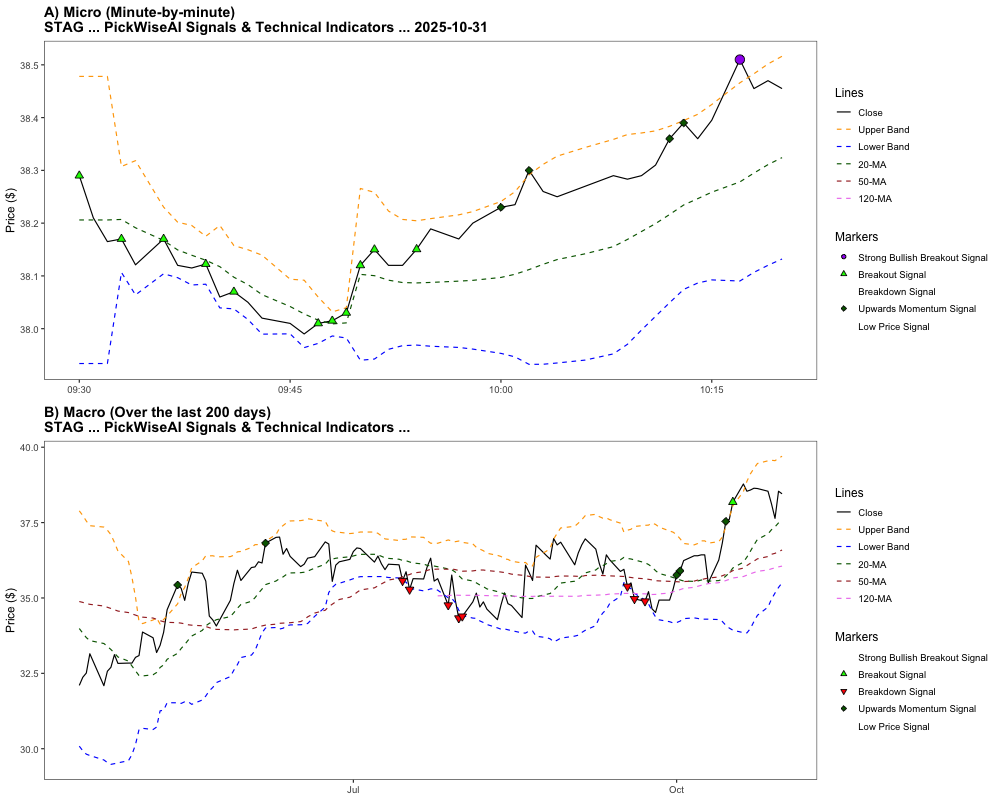 A) Micro (Minute-by-minute)
STAG ... PickWiseAI Signals & Technical Indicators ... 2025-10-31
38.5
38.4
38.3
38.2
38.1
38.0
Price ($)
09:30
09:45
10:00
10:15
Lines
Close
Upper Band
Lower Band
20-MA
50-MA
120-MA
Markers
Strong Bullish Breakout Signal
Breakout Signal
Breakdown Signal
Upwards Momentum Signal
Low Price Signal
B) Macro (Over the last 200 days)
STAG ... PickWiseAI Signals & Technical Indicators ...
40.0
37.5
35.0
32.5
30.0
Price ($)
Jul
Oct
Lines
Close
Upper Band
Lower Band
20-MA
50-MA
120-MA
Markers
Strong Bullish Breakout Signal
Breakout Signal
Breakdown Signal
Upwards Momentum Signal
Low Price Signal